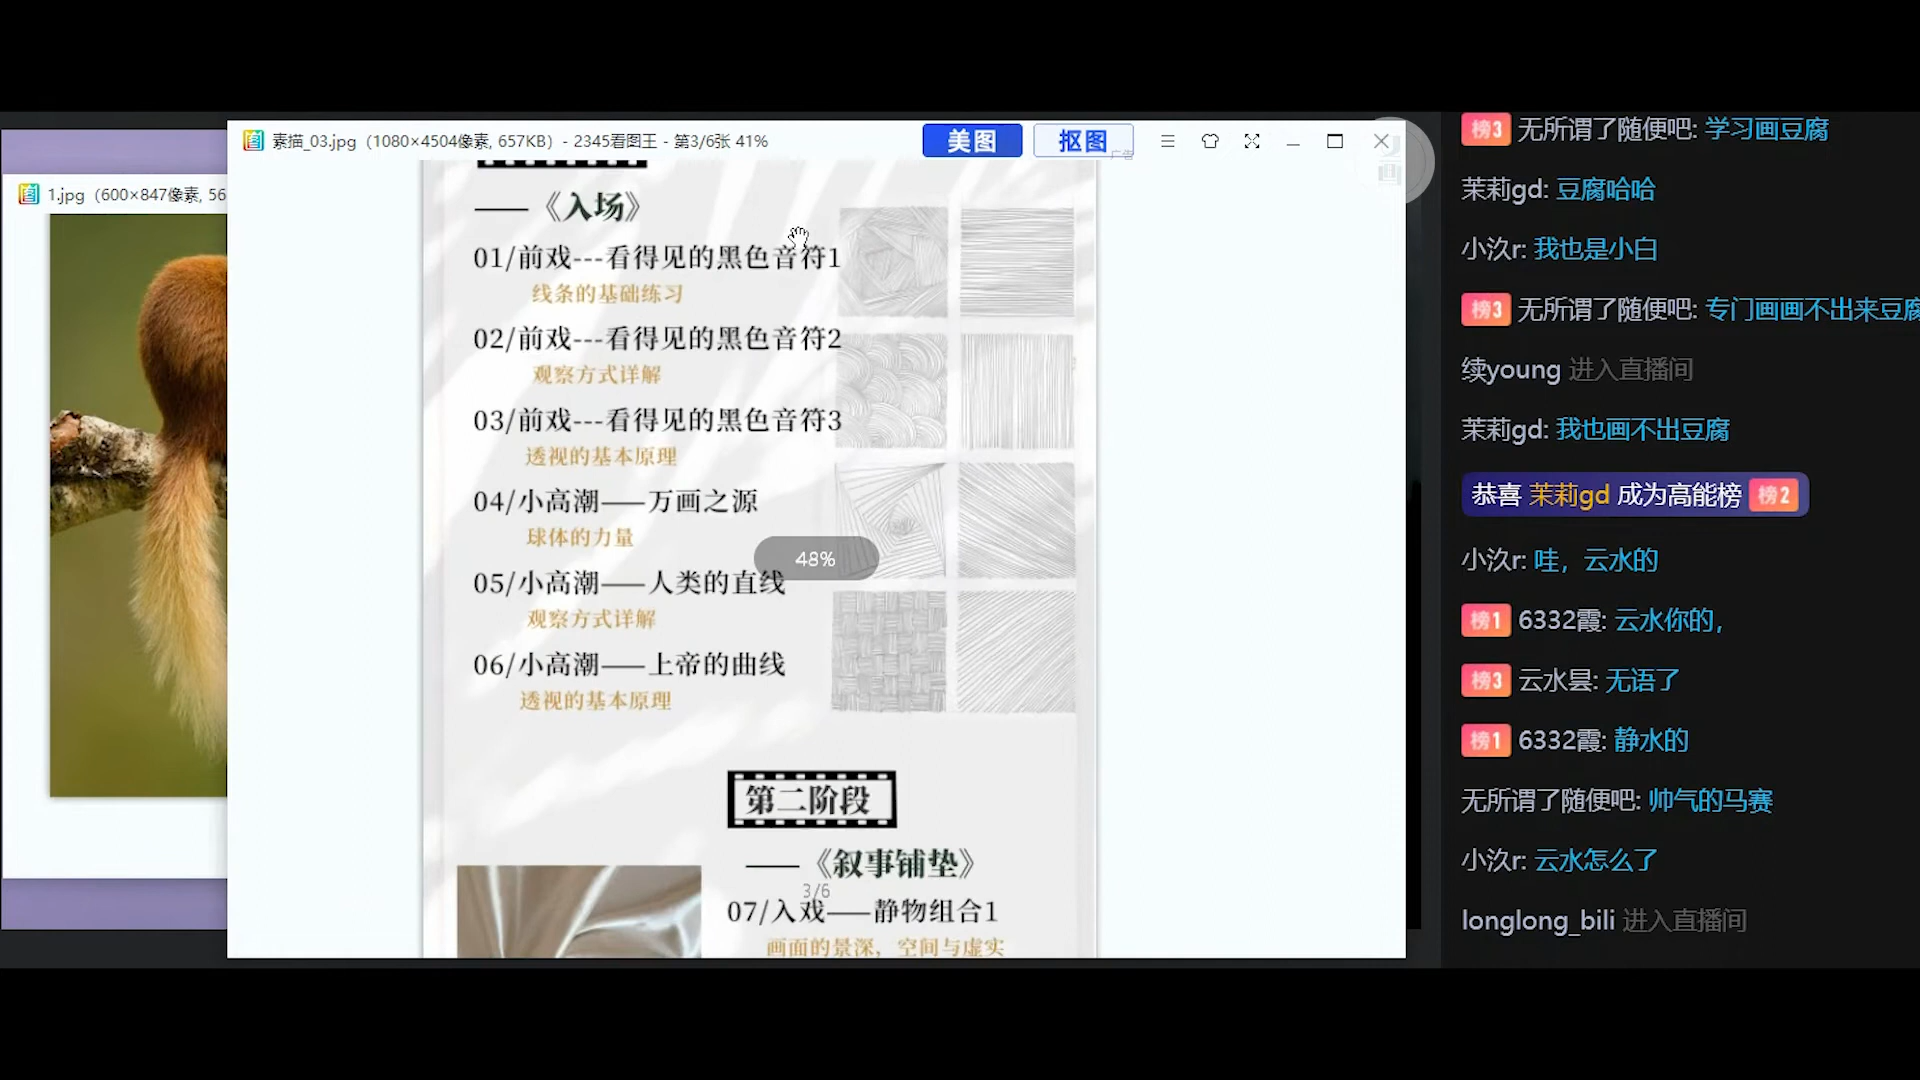 1.jpg（600×847像素, 56
素描_03.jpg（1080×4504像素, 657KB）- 2345看图王 - 第3/6张 41%
美图
抠图
广告
——《入场》
01/前戏---看得见的黑色音符1
线条的基础练习
02/前戏---看得见的黑色音符2
观察方式详解
03/前戏---看得见的黑色音符3
透视的基本原理
04/小高潮——万画之源
球体的力量
48%
05/小高潮——人类的直线
观察方式详解
06/小高潮——上帝的曲线
透视的基本原理
第二阶段
——《叙事铺垫》
3/6
07/入戏——静物组合1
画面的景深，空间与虚实
榜3 无所谓了随便吧: 学习画豆腐
茉莉gd: 豆腐哈哈
小汣r: 我也是小白
榜3 无所谓了随便吧: 专门画画不出来豆腐
续young 进入直播间
茉莉gd: 我也画不出豆腐
恭喜 茉莉gd 成为高能榜 榜2
小汣r: 哇，云水的
榜1 6332霞: 云水你的,
榜3 云水昙: 无语了
榜1 6332霞: 静水的
无所谓了随便吧: 帅气的马赛
小汣r: 云水怎么了
longlong_bili 进入直播间